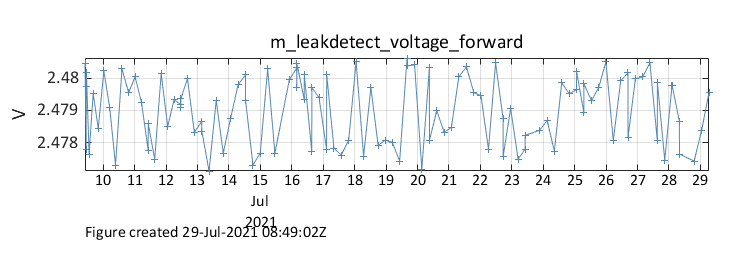 m_leakdetect_voltage_forward
2.48
2.479
2.478
V
10 11 12 13 14 15 16 17 18 19 20 21 22 23 24 25 26 27 28 29
Jul
2021
Figure created 29-Jul-2021 08:49:02Z